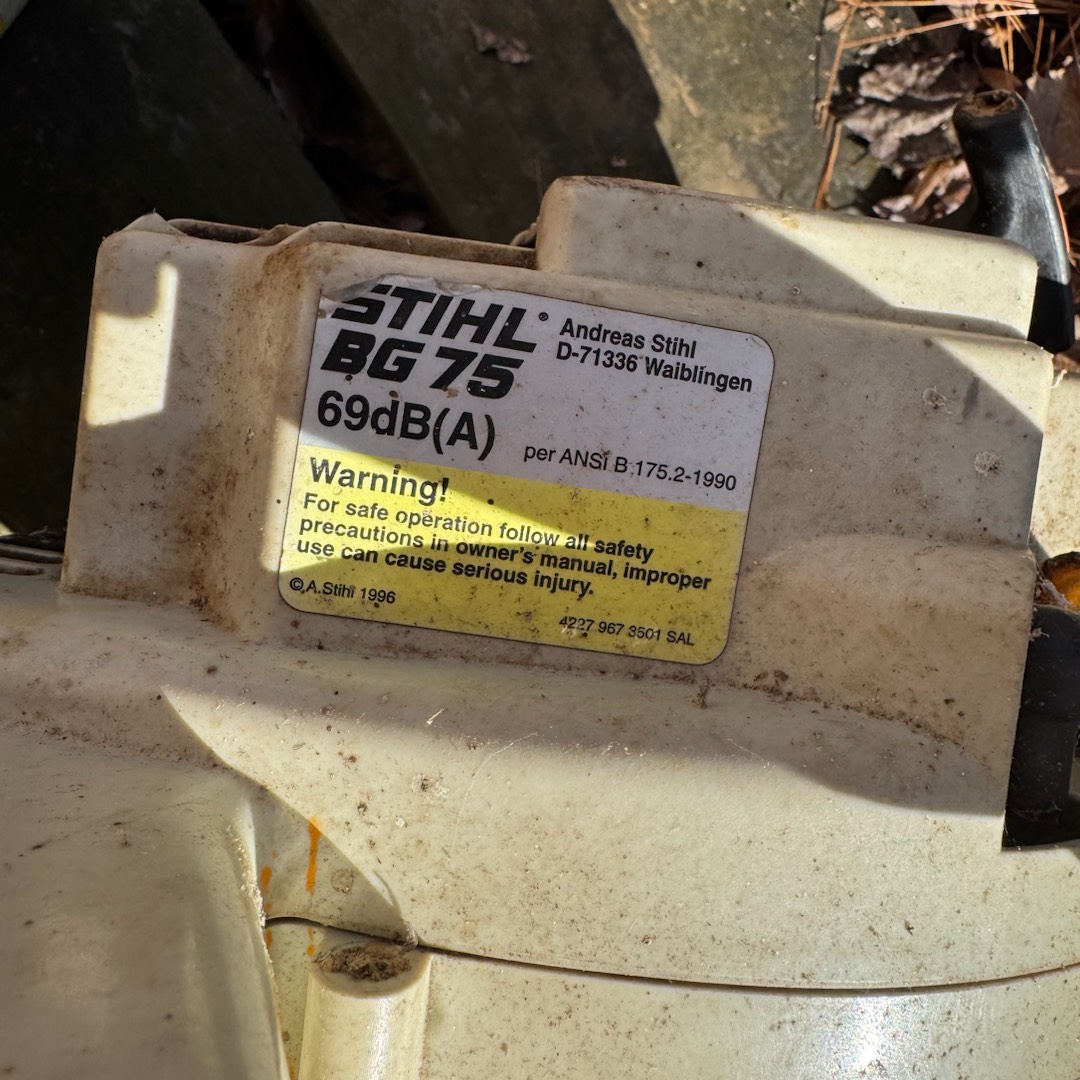 STIHL®
BG 75
Andreas Stihl
D-71336 Waiblingen
69dB(A)
per ANSI B 175.2-1990
Warning!
For safe operation follow all safety
precautions in owner's manual, improper
use can cause serious injury.
© A. Stihl 1996
4227 967 3501 SAL